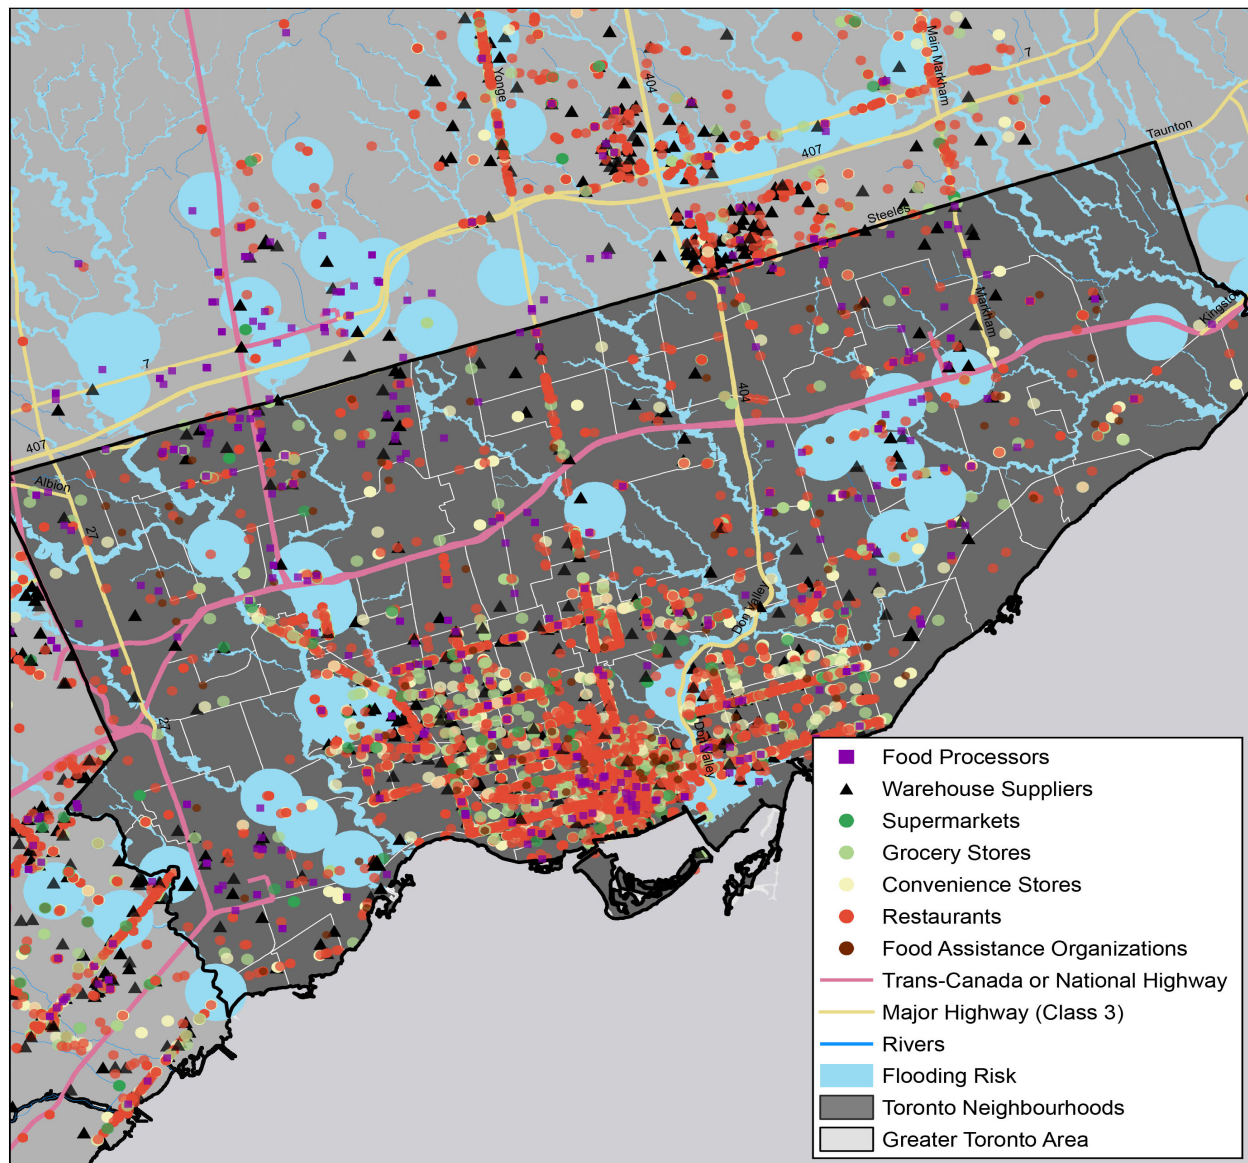 Yonge
404
Main Markham
7
407
Taunton
Steeles
Markham
Kingsto
7
404
407
Albion
27
Don Valley
27
Don Valley
Food Processors
Warehouse Suppliers
Supermarkets
Grocery Stores
Convenience Stores
Restaurants
Food Assistance Organizations
Trans-Canada or National Highway
Major Highway (Class 3)
Rivers
Flooding Risk
Toronto Neighbourhoods
Greater Toronto Area